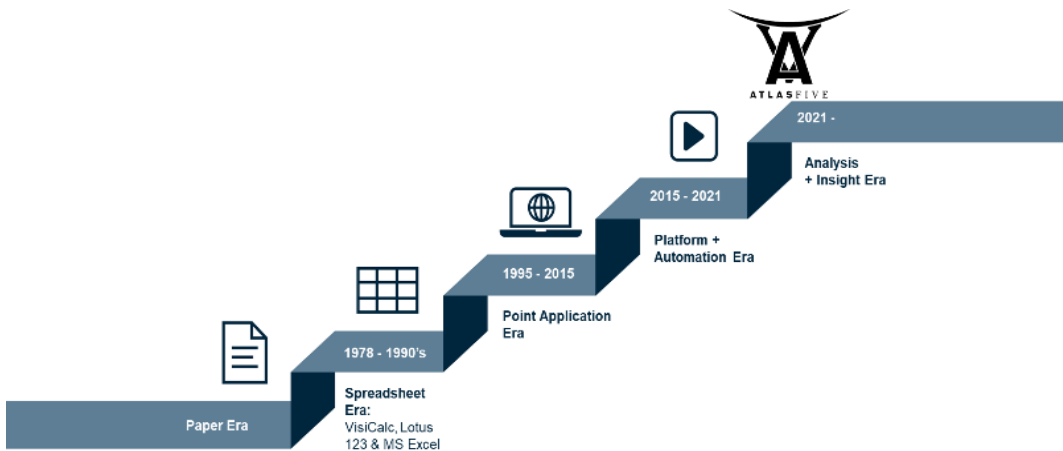 ATLASFIVE
2021 -
Analysis
+ Insight Era
2015 - 2021
Platform +
Automation Era
1995 - 2015
Point Application
Era
1978 - 1990's
Spreadsheet
Era:
VisiCalc, Lotus
123 & MS Excel
Paper Era